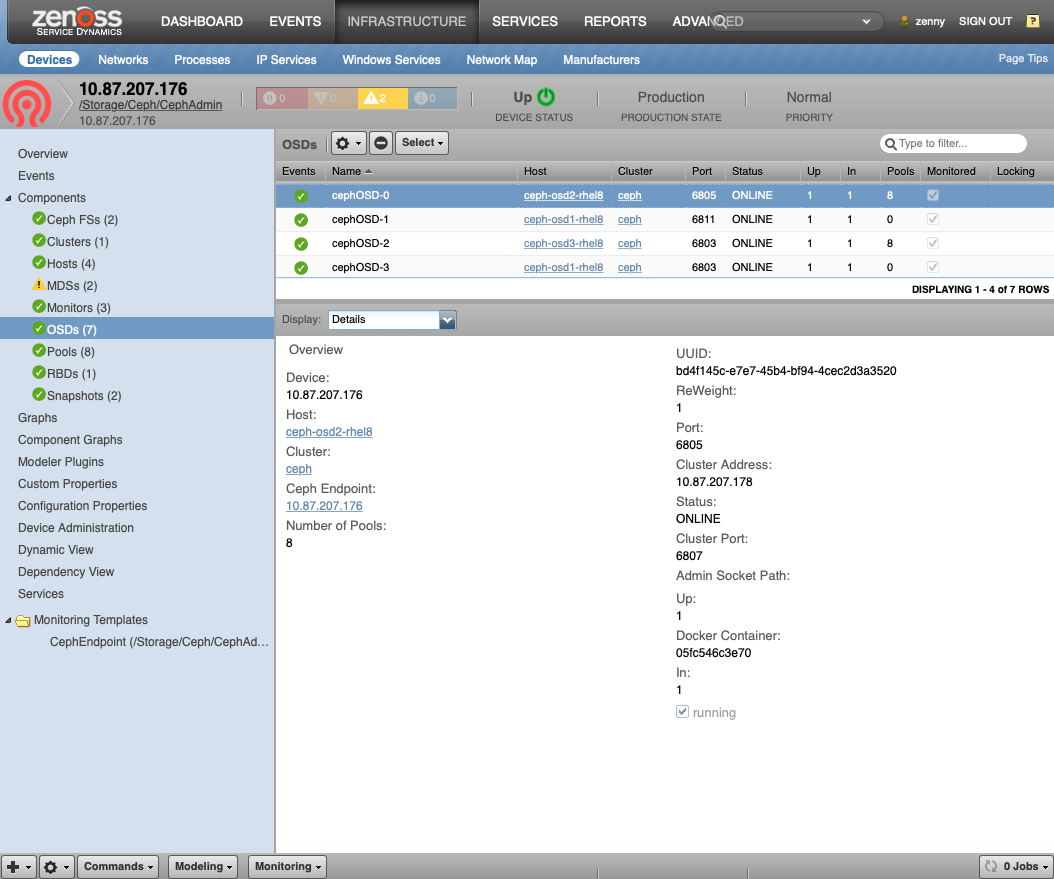 zenoss
SERVICE DYNAMICS
DASHBOARD EVENTS INFRASTRUCTURE SERVICES REPORTS ADVANCED
zenny SIGN OUT ?
Devices Networks Processes IP Services Windows Services Network Map Manufacturers Page Tips
10.87.207.176
/Storage/Ceph/CephAdmin
10.87.207.176
0 0 2 0
Up
DEVICE STATUS
Production
PRODUCTION STATE
Normal
PRIORITY
Overview
Events
Components
Ceph FSs (2)
Clusters (1)
Hosts (4)
MDSs (2)
Monitors (3)
OSDs (7)
Pools (8)
RBDs (1)
Snapshots (2)
Graphs
Component Graphs
Modeler Plugins
Custom Properties
Configuration Properties
Device Administration
Dynamic View
Dependency View
Services
Monitoring Templates
CephEndpoint (/Storage/Ceph/CephAd...
OSDs Select Type to filter...
Events Name Host Cluster Port Status Up In Pools Monitored Locking
cephOSD-0 ceph-osd2-rhel8 ceph 6805 ONLINE 1 1 8
cephOSD-1 ceph-osd1-rhel8 ceph 6811 ONLINE 1 1 0
cephOSD-2 ceph-osd3-rhel8 ceph 6803 ONLINE 1 1 8
cephOSD-3 ceph-osd1-rhel8 ceph 6803 ONLINE 1 1 0
DISPLAYING 1 - 4 of 7 ROWS
Display: Details
Overview
Device:
10.87.207.176
Host:
ceph-osd2-rhel8
Cluster:
ceph
Ceph Endpoint:
10.87.207.176
Number of Pools:
8
UUID:
bd4f145c-e7e7-45b4-bf94-4cec2d3a3520
ReWeight:
1
Port:
6805
Cluster Address:
10.87.207.178
Status:
ONLINE
Cluster Port:
6807
Admin Socket Path:
Up:
1
Docker Container:
05fc546c3e70
In:
1
running
Commands Modeling Monitoring 0 Jobs